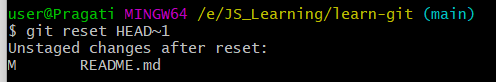 user@Pragati MINGW64 /e/JS_Learning/learn-git (main)
$ git reset HEAD~1
Unstaged changes after reset:
M       README.md